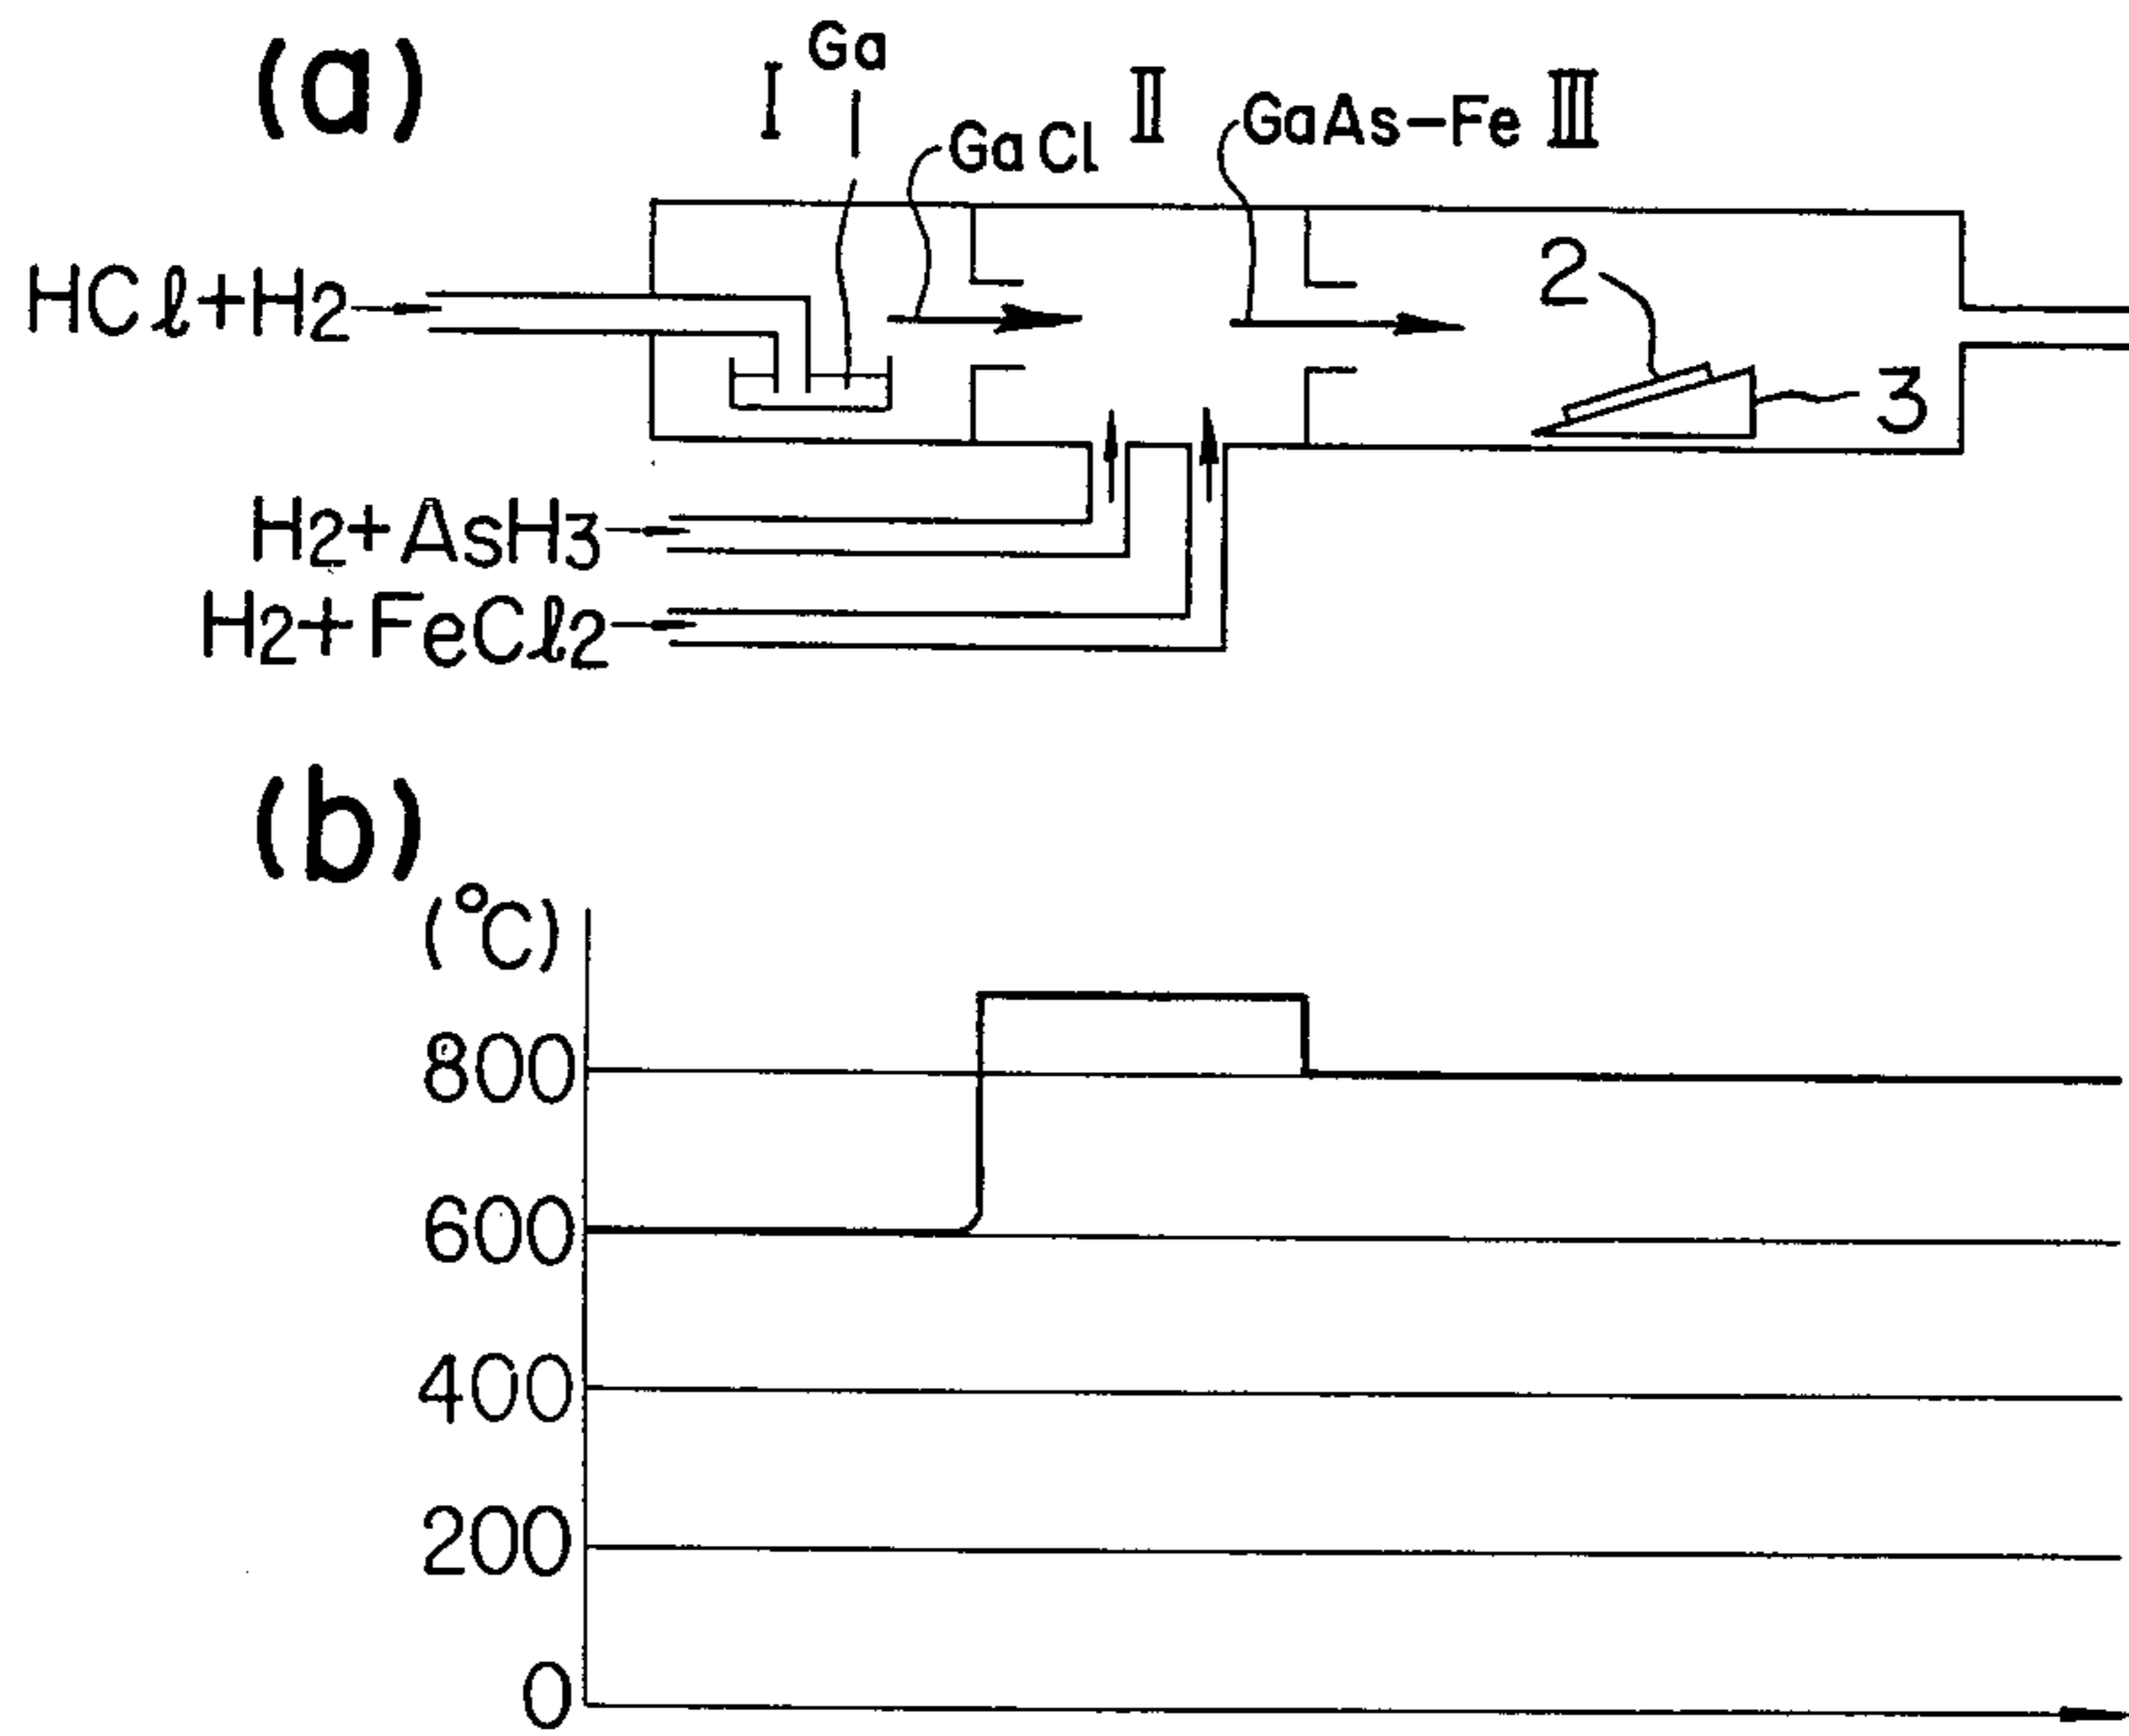 (a)
I
Ga
GaCl
II
GaAs-Fe
III
HCl+H2
2
3
H2+AsH3
H2+FeCl2
(b)
(°C)
800
600
400
200
0